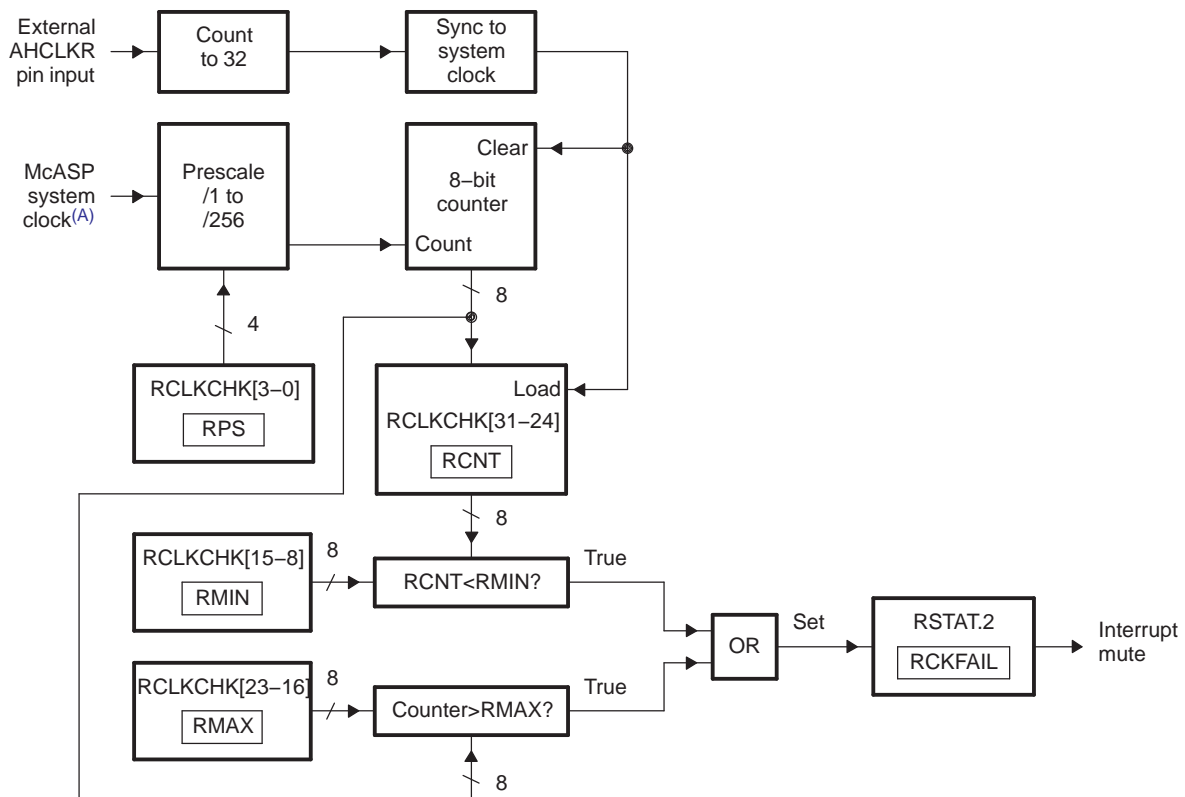 External
AHCLKR
pin input
Count
to 32
Sync to
system
clock
McASP
system
clock(A)
Prescale
/1 to
/256
Clear
8–bit
counter
Count
8
4
RCLKCHK[3–0]
RPS
Load
RCLKCHK[31–24]
RCNT
8
RCLKCHK[15–8]
RMIN
8
RCNT<RMIN?
True
OR
Set
RSTAT.2
RCKFAIL
Interrupt
mute
RCLKCHK[23–16]
RMAX
8
Counter>RMAX?
True
8